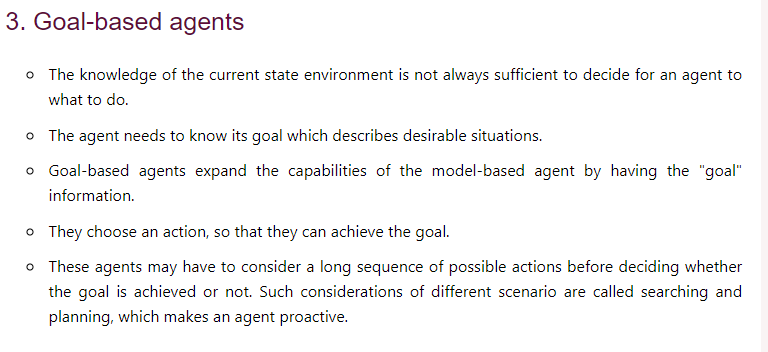 3. Goal-based agents
The knowledge of the current state environment is not always sufficient to decide for an agent to
what to do.
The agent needs to know its goal which describes desirable situations.
Goal-based agents expand the capabilities of the model-based agent by having the "goal"
information.
They choose an action, so that they can achieve the goal.
These agents may have to consider a long sequence of possible actions before deciding whether
the goal is achieved or not. Such considerations of different scenario are called searching and
planning, which makes an agent proactive.